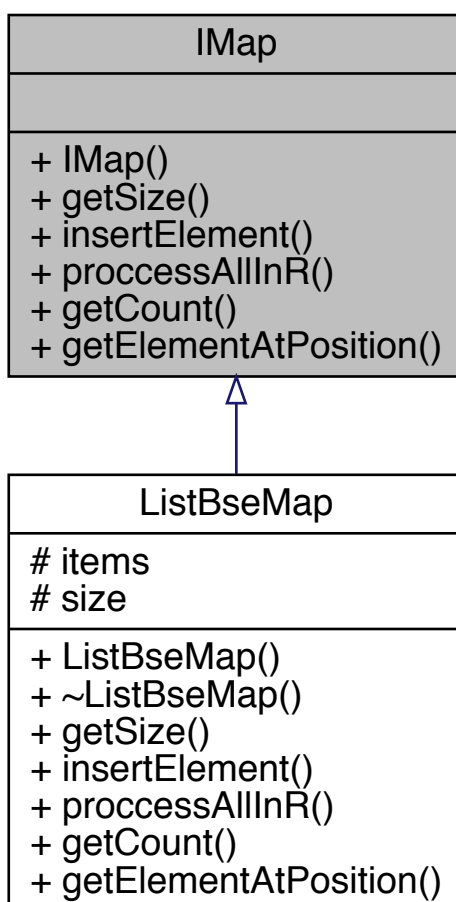 IMap
+ IMap()
+ getSize()
+ insertElement()
+ proccessAllInR()
+ getCount()
+ getElementAtPosition()
ListBseMap
# items
# size
+ ListBseMap()
+ ~ListBseMap()
+ getSize()
+ insertElement()
+ proccessAllInR()
+ getCount()
+ getElementAtPosition()